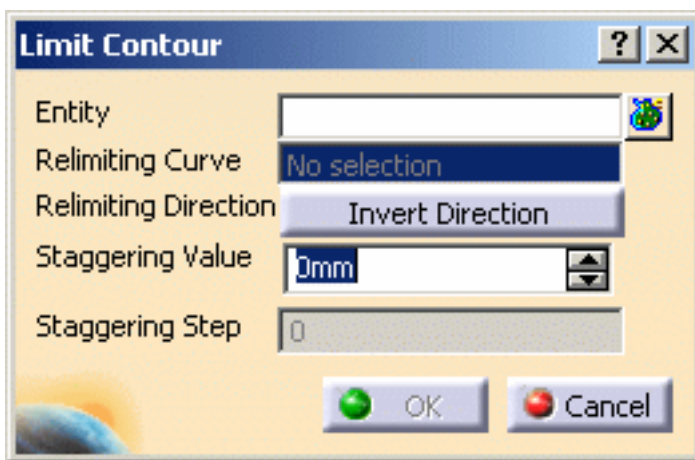 Limit Contour ? X
Entity
Relimiting Curve No selection
Relimiting Direction Invert Direction
Staggering Value 0mm
Staggering Step 0
OK Cancel